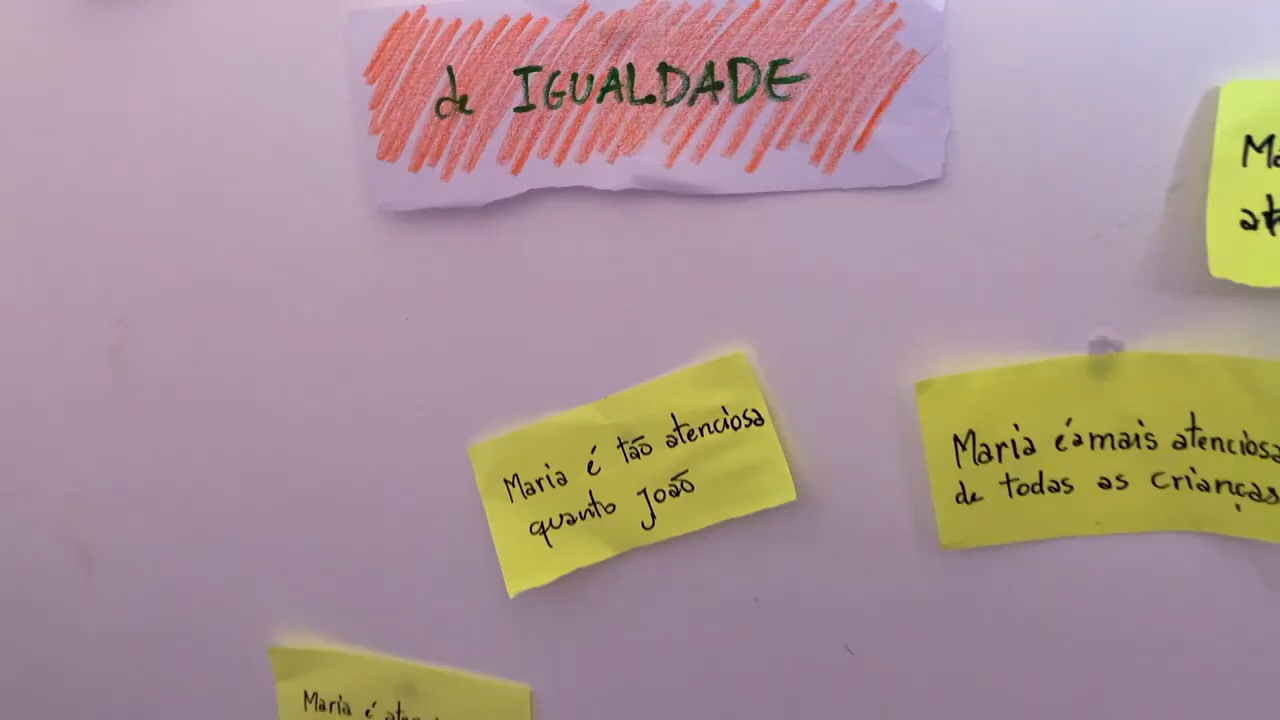 de IGUALDADE
Maria é tão atenciosa
quanto João
Maria é a mais atenciosa
de todas as crianças
Maria é